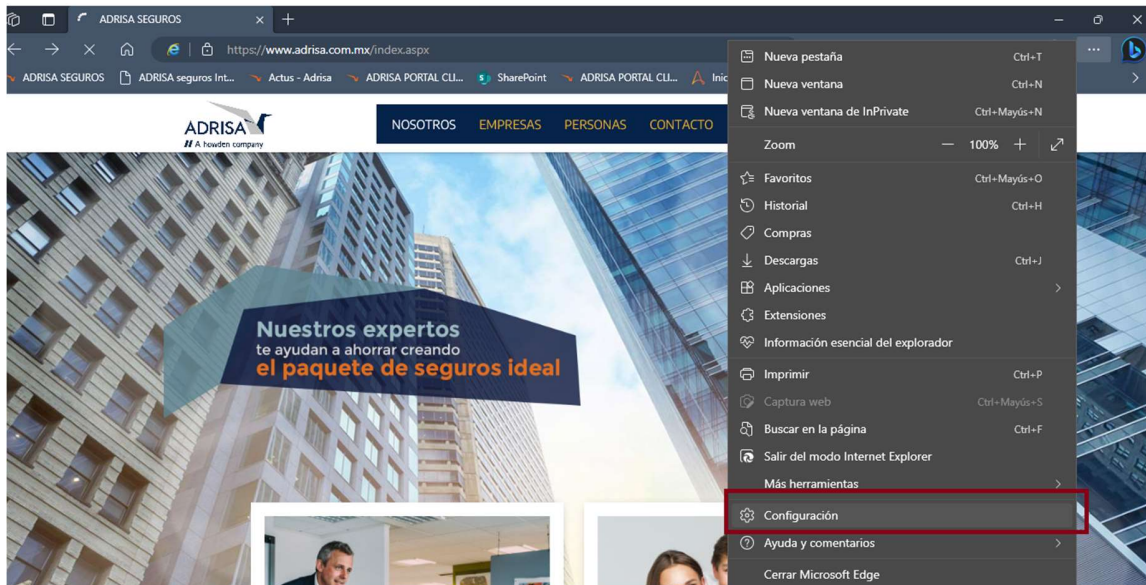 ADRISA SEGUROS
https://www.adrisa.com.mx/index.aspx
ADRISA SEGUROS
ADRISA seguros Int...
Actus - Adrisa
ADRISA PORTAL CLI...
SharePoint
ADRISA PORTAL CLI...
Inic
ADRISA
A howden company
NOSOTROS EMPRESAS PERSONAS CONTACTO
Nuestros expertos
te ayudan a ahorrar creando
el paquete de seguros ideal
Nueva pestaña Ctrl+T
Nueva ventana Ctrl+N
Nueva ventana de InPrivate Ctrl+Mayús+N
Zoom — 100% +
Favoritos Ctrl+Mayús+O
Historial Ctrl+H
Compras
Descargas Ctrl+J
Aplicaciones
Extensiones
Información esencial del explorador
Imprimir Ctrl+P
Captura web Ctrl+Mayús+S
Buscar en la página Ctrl+F
Salir del modo Internet Explorer
Más herramientas
Configuración
Ayuda y comentarios
Cerrar Microsoft Edge